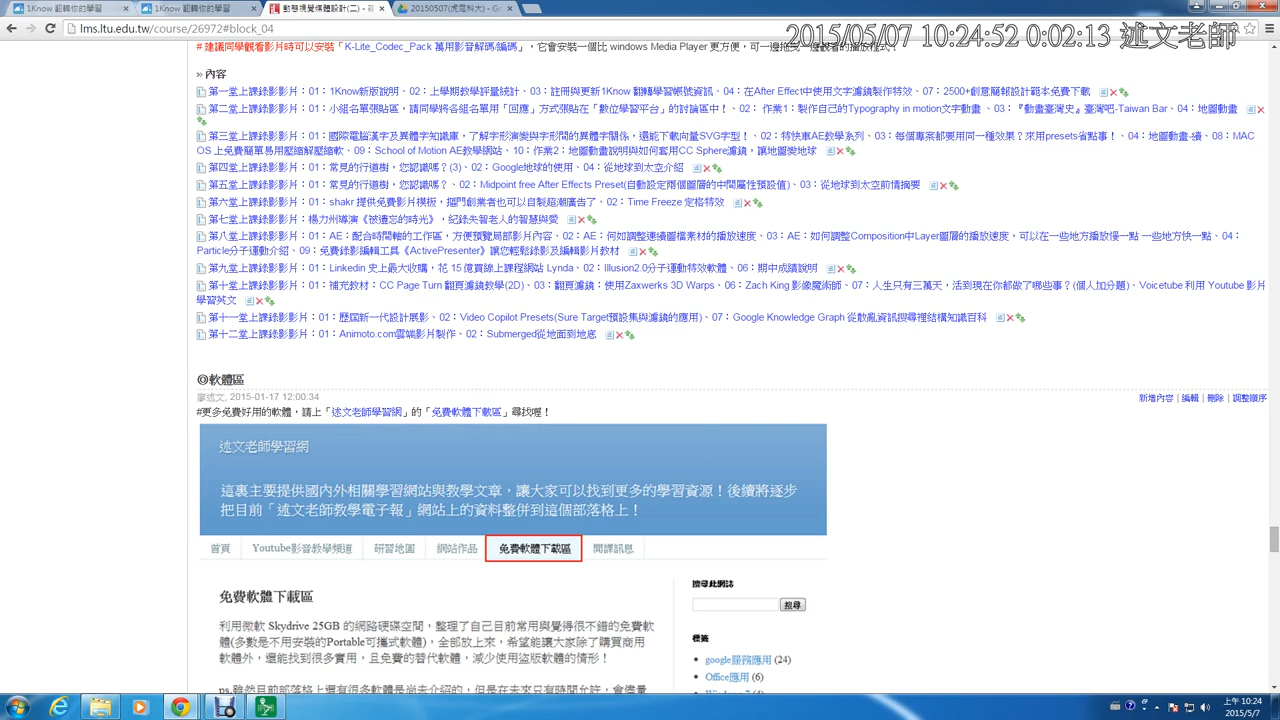 1Know 翻轉你的學習
1Know 翻轉你的學習
動態視覺媒體設計(二) -
20150507(虎尾科大) - Go
lms.ltu.edu.tw/course/26972#block_04
2015/05/07 10:24:52 0:02:13 述文老師
#建議同學觀看影片時可以安裝「K-Lite_Codec_Pack 萬用影音解碼/編碼」，它會安裝一個比 windows Media Player 更方便，可一邊拖曳一邊觀看的播放程式！
» 內容
第一堂上課錄影影片：01：1Know新版說明、02：上學期教學評量統計、03：註冊與更新1Know 翻轉學習帳號資訊、04：在After Effect中使用文字濾鏡製作特效、07：2500+創意簡報設計範本免費下載
第二堂上課錄影影片：01：小組名單張貼區，請同學將各組名單用「回應」方式張貼在「數位學習平台」的討論區中！、02： 作業1：製作自己的Typography in motion文字動畫 、03：『動畫臺灣史』臺灣吧-Taiwan Bar、04：地圖動畫
第三堂上課錄影影片：01：國際電腦漢字及異體字知識庫，了解字形演變與字形間的異體字關係，還能下載向量SVG字型！、02：特快車AE教學系列、03：每個專案都要用同一種效果？來用presets省點事！、04：地圖動畫-續、08：MAC
OS 上免費簡單易用壓縮解壓縮軟、09：School of Motion AE教學網站、10：作業2：地圖動畫說明與如何套用CC Sphere濾鏡，讓地圖變地球
第四堂上課錄影影片：01：常見的行道樹，您認識嗎？(3)、02：Google地球的使用、04：從地球到太空介紹
第五堂上課錄影影片：01：常見的行道樹，您認識嗎？、02：Midpoint free After Effects Preset(自動設定兩個圖層的中間屬性預設值)、03：從地球到太空前情摘要
第六堂上課錄影影片：01：shakr 提供免費影片模板，摳門創業者也可以自製超潮廣告了、02：Time Freeze 定格特效
第七堂上課錄影影片：楊力州導演《被遺忘的時光》，紀錄失智老人的智慧與愛
第八堂上課錄影影片：01：AE：配合時間軸的工作區，方便預覽局部影片內容、02：AE：何如調整連續圖檔素材的播放速度、03：AE：如何調整Composition中Layer圖層的播放速度，可以在一些地方播放慢一點 一些地方快一點、04：
Particle分子運動介紹、09：免費錄影編輯工具《ActivePresenter》讓您輕鬆錄影及編輯影片教材
第九堂上課錄影影片：01：Linkedin 史上最大收購，花 15 億買線上課程網站 Lynda、02：Illusion2.0分子運動特效軟體、06：期中成績說明
第十堂上課錄影影片：01：補充教材：CC Page Turn 翻頁濾鏡教學(2D)、03：翻頁濾鏡：使用Zaxwerks 3D Warps、06：Zach King 影像魔術師、07：人生只有三萬天，活到現在你都做了哪些事？(個人加分題)、Voicetube 利用 Youtube 影片
學習英文
第十一堂上課錄影影片：01：歷屆新一代設計展影、02：Video Copilot Presets(Sure Target預設集與濾鏡的應用)、07：Google Knowledge Graph 從散亂資訊搜尋裡結構知識百科
第十二堂上課錄影影片：01：Animoto.com雲端影片製作、02：Submerged從地面到地底
◎軟體區
廖述文, 2015-01-17 12:00:34
新增內容 | 編輯 | 刪除 | 調整順序
#更多免費好用的軟體，請上「述文老師學習網」的「免費軟體下載區」尋找喔！
述文老師學習網
這裏主要提供國內外相關學習網站與教學文章，讓大家可以找到更多的學習資源！後續將逐步
把目前「述文老師教學電子報」網站上的資料整併到這個部落格上！
首頁 Youtube影音教學頻道 研習地圖 網站作品 免費軟體下載區 開課訊息
免費軟體下載區
搜尋此網誌
搜尋
利用微軟 Skydrive 25GB 的網路硬碟空間，整理了自己目前常用與覺得很不錯的免費軟
體(多數是不用安裝的Portable可攜式軟體)，全部放上來，希望能讓大家除了購買商用
軟體外，還能找到很多實用，且免費的替代軟體，減少使用盜版軟體的情形！
標籤
google服務應用 (24)
Office應用 (6)
Windows 7 (4)
ps.雖然目前部落格上還有很多軟體是尚未介紹的，但是在未來只有時間允許，會儘量
上午 10:24
2015/5/7